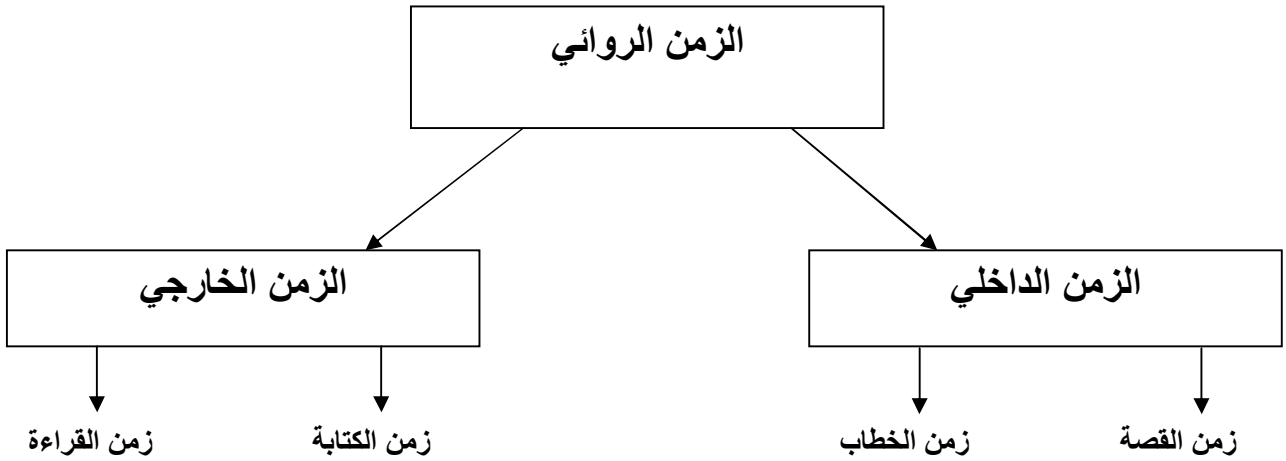 الزمن الروائي
الزمن الداخلي
الزمن الخارجي
زمن القصة
زمن الخطاب
زمن الكتابة
زمن القراءة